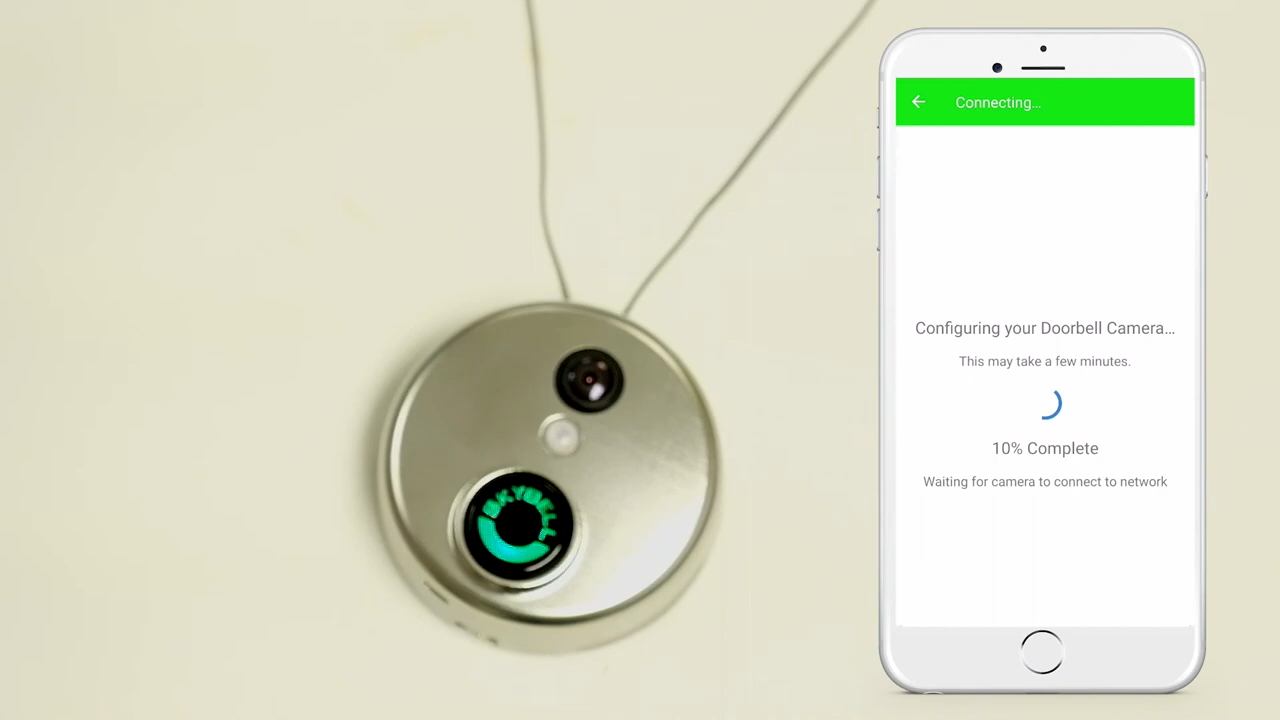 SKYBELL
Connecting...
Configuring your Doorbell Camera...
This may take a few minutes.
10% Complete
Waiting for camera to connect to network